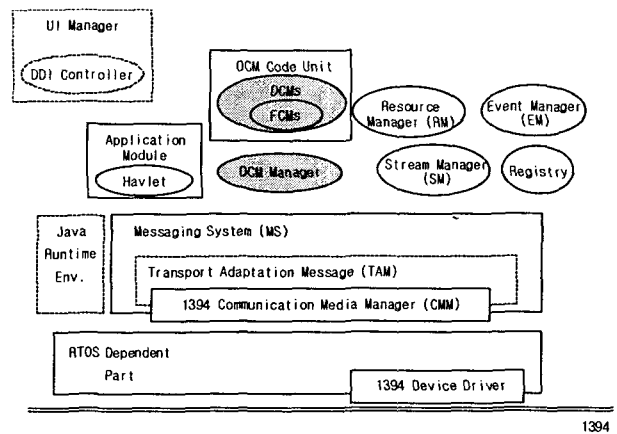 UI Manager
DDI Controller
DCM Code Unit
DCMs
FCMs
Resource
Manager (RM)
Event Manager
(EM)
Application
Module
Havlet
DCM Manager
Stream Manager
(SM)
Registry
Java
Runtime
Env.
Messaging System (MS)
Transport Adaptation Message (TAM)
1394 Communication Media Manager (CMM)
RTOS Dependent
Part
1394 Device Driver
1394